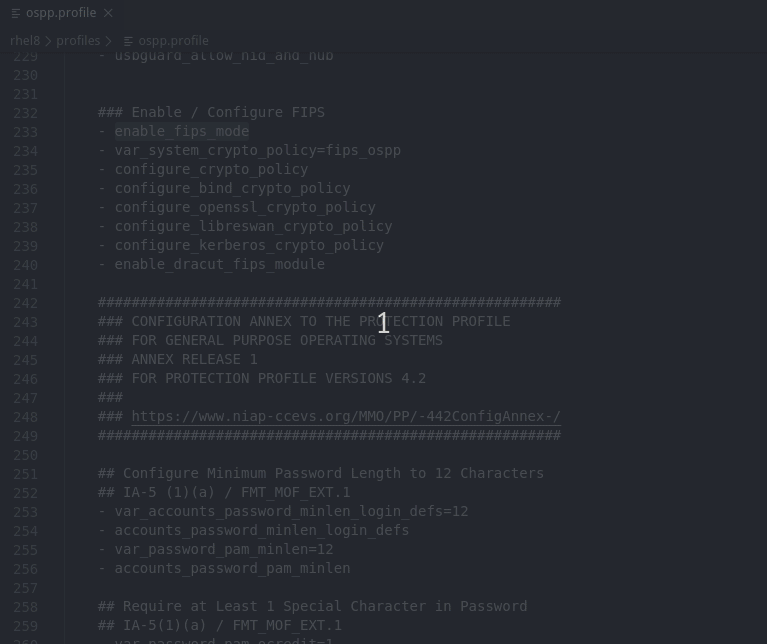 ospp.profile
rhel8 > profiles > ospp.profile
229 - usbguard_allow_hid_and_hub
230
231
232 ### Enable / Configure FIPS
233 - enable_fips_mode
234 - var_system_crypto_policy=fips_ospp
235 - configure_crypto_policy
236 - configure_bind_crypto_policy
237 - configure_openssl_crypto_policy
238 - configure_libreswan_crypto_policy
239 - configure_kerberos_crypto_policy
240 - enable_dracut_fips_module
241
242 #######################################################
243 ### CONFIGURATION ANNEX TO THE PROTECTION PROFILE
244 ### FOR GENERAL PURPOSE OPERATING SYSTEMS
245 ### ANNEX RELEASE 1
246 ### FOR PROTECTION PROFILE VERSIONS 4.2
247 ###
248 ### https://www.niap-ccevs.org/MMO/PP/-442ConfigAnnex-/
249 #######################################################
250
251 ## Configure Minimum Password Length to 12 Characters
252 ## IA-5 (1)(a) / FMT_MOF_EXT.1
253 - var_accounts_password_minlen_login_defs=12
254 - accounts_password_minlen_login_defs
255 - var_password_pam_minlen=12
256 - accounts_password_pam_minlen
257
258 ## Require at Least 1 Special Character in Password
259 ## IA-5(1)(a) / FMT_MOF_EXT.1
260 - var_password_pam_ocredit=1
1